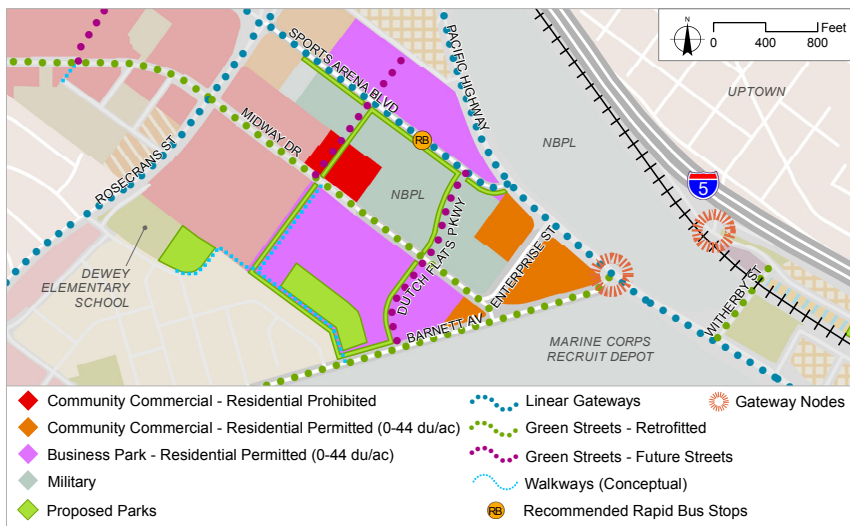 N
Feet
0 400 800
UPTOWN
SPORTS ARENA BLVD
PACIFIC HIGHWAY
NBPL
MIDWAY DR
RB
5
ROSECRANS ST
NBPL
DUTCH FLATS PKWY
ENTERPRISE ST
WITHERBY ST
DEWEY
ELEMENTARY
SCHOOL
BARNETT AV
MARINE CORPS
RECRUIT DEPOT
Community Commercial - Residential Prohibited
Community Commercial - Residential Permitted (0-44 du/ac)
Business Park - Residential Permitted (0-44 du/ac)
Military
Proposed Parks
Linear Gateways
Green Streets - Retrofitted
Green Streets - Future Streets
Walkways (Conceptual)
RB Recommended Rapid Bus Stops
Gateway Nodes